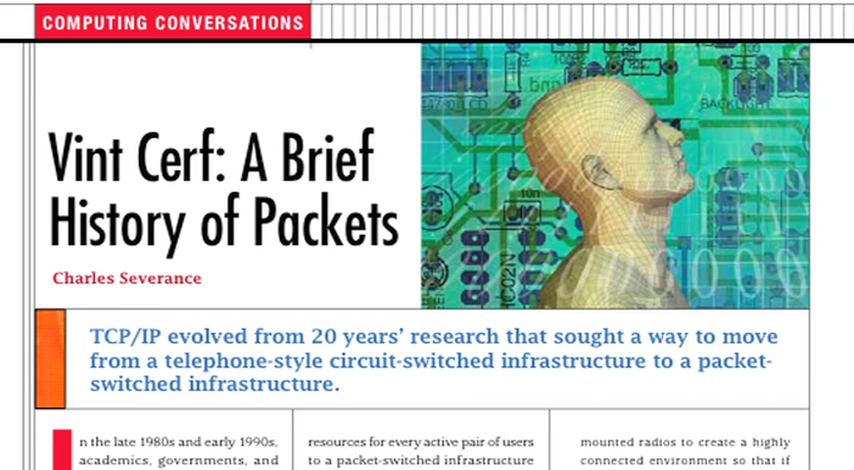 COMPUTING CONVERSATIONS
Vint Cerf: A Brief
History of Packets
Charles Severance
TCP/IP evolved from 20 years’ research that sought a way to move
from a telephone-style circuit-switched infrastructure to a packet-
switched infrastructure.
n the late 1980s and early 1990s,
academics, governments, and
resources for every active pair of users
to a packet-switched infrastructure
mounted radios to create a highly
connected environment so that if
BACKLIGHT
10n
HC02N